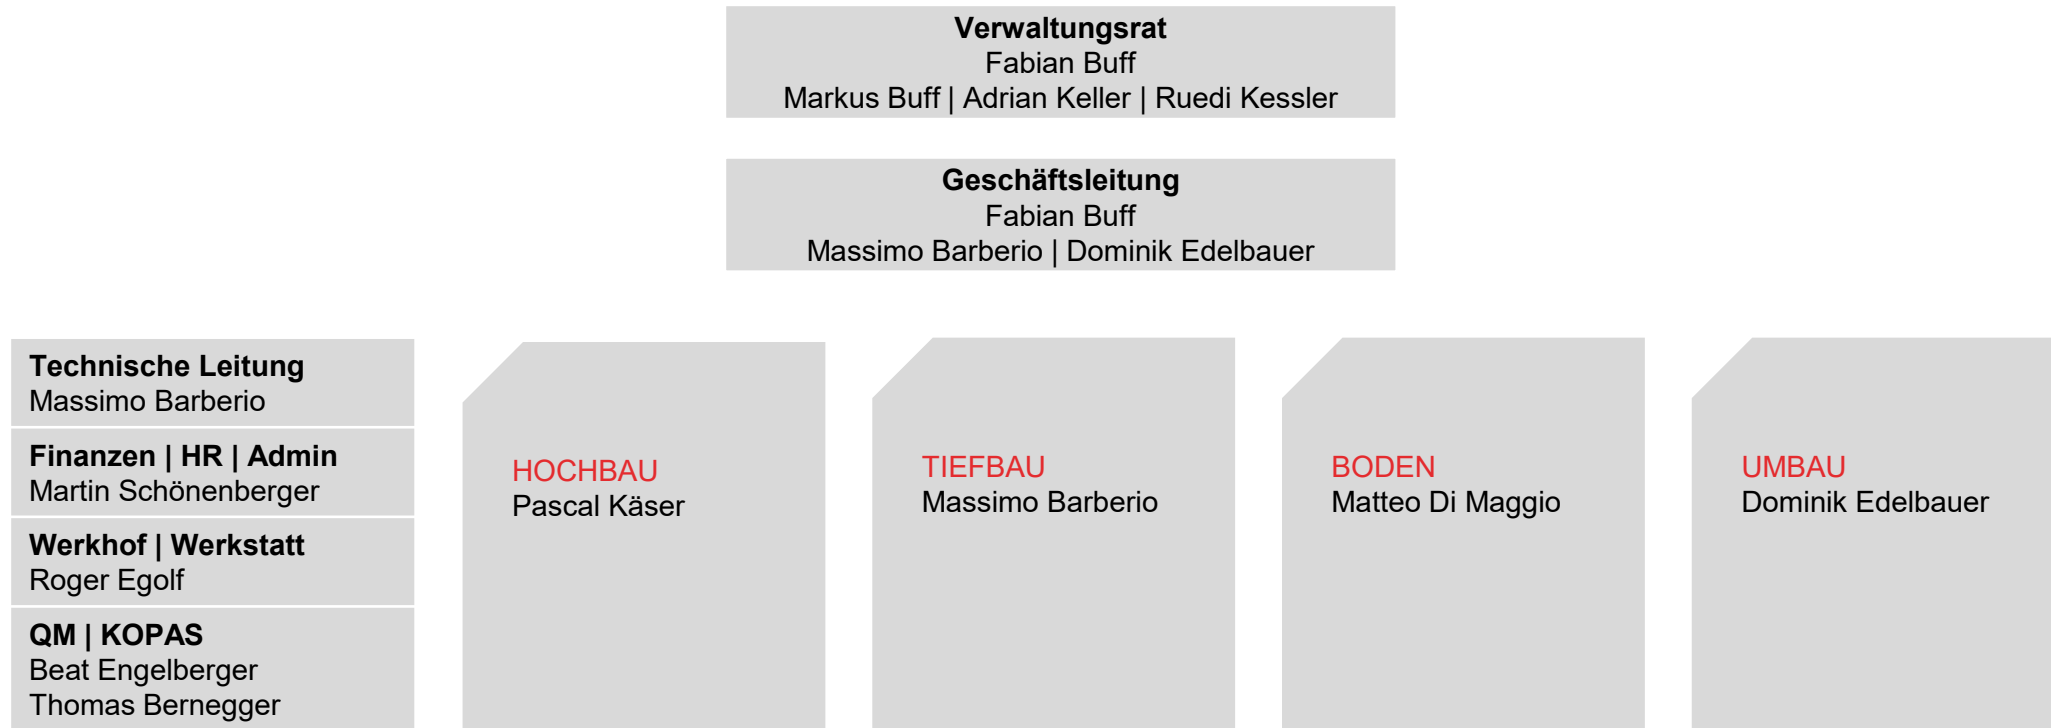 Verwaltungsrat
Fabian Buff
Markus Buff | Adrian Keller | Ruedi Kessler
Geschäftsleitung
Fabian Buff
Massimo Barberio | Dominik Edelbauer
Technische Leitung
Massimo Barberio
Finanzen | HR | Admin
Martin Schönenberger
Werkhof | Werkstatt
Roger Egolf
QM | KOPAS
Beat Engelberger
Thomas Bernegger
HOCHBAU
Pascal Käser
TIEFBAU
Massimo Barberio
BODEN
Matteo Di Maggio
UMBAU
Dominik Edelbauer